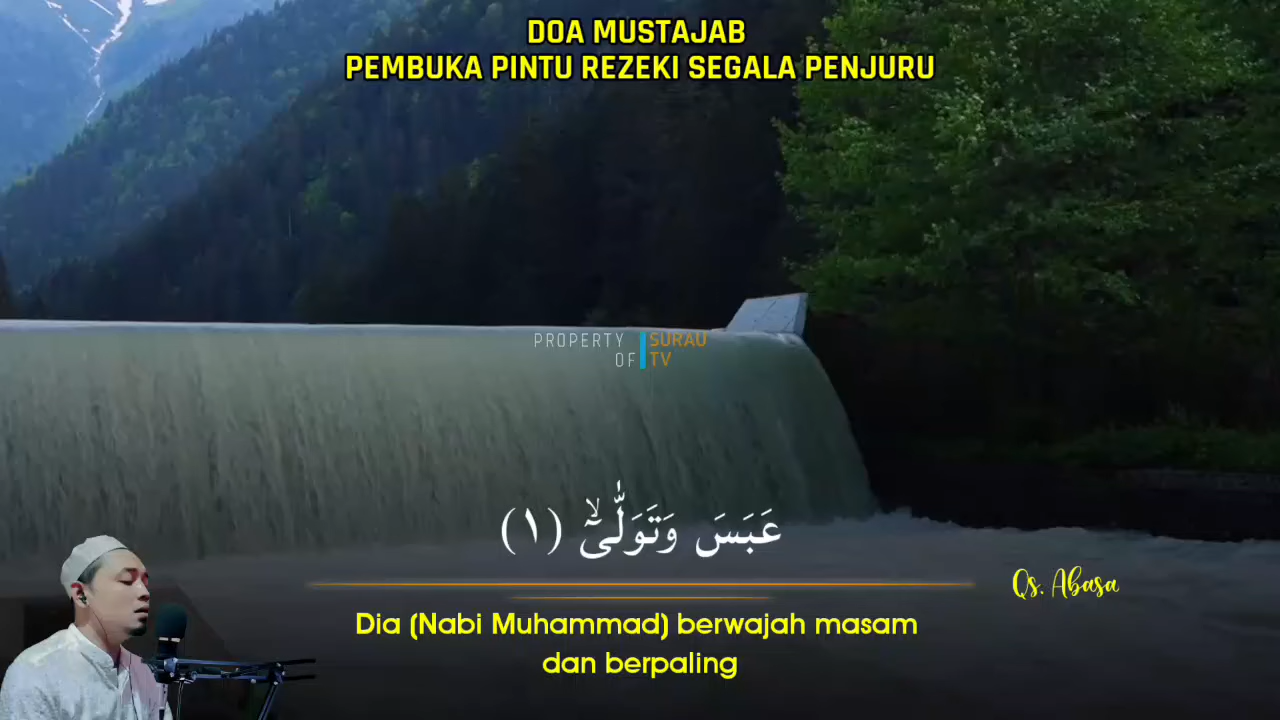 DOA MUSTAJAB
PEMBUKA PINTU REZEKI SEGALA PENJURU
PROPERTY OF SURAU TV
عَبَسَ وَتَوَلّٰىٓۙ (١)
Qs. Abasa
Dia (Nabi Muhammad) berwajah masam
dan berpaling